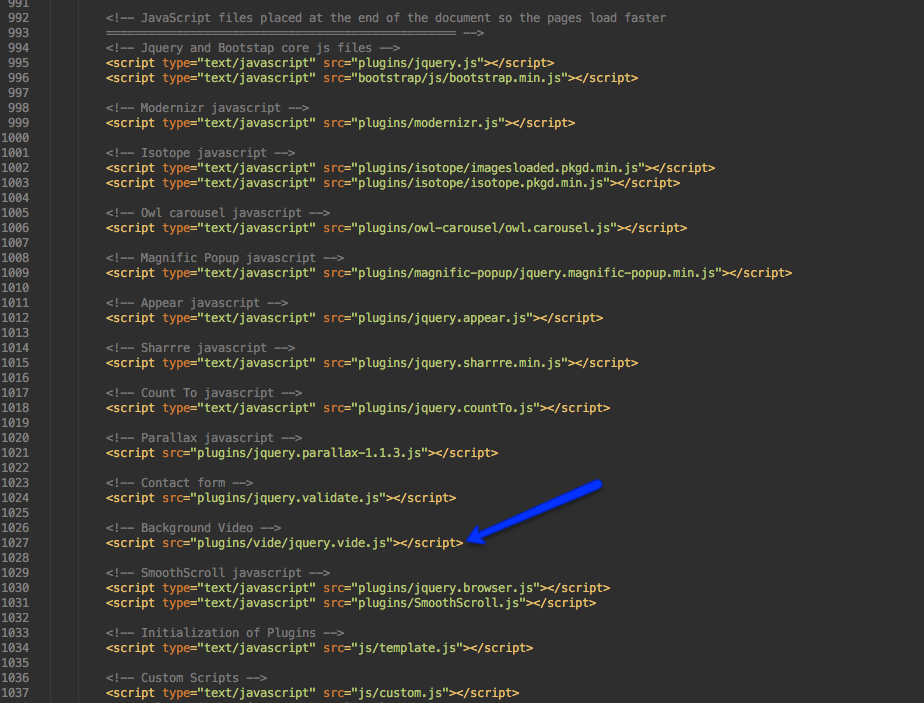 991
992 <!-- JavaScript files placed at the end of the document so the pages load faster
993 ================================================== -->
994 <!-- Jquery and Bootstap core js files -->
995 <script type="text/javascript" src="plugins/jquery.js"></script>
996 <script type="text/javascript" src="bootstrap/js/bootstrap.min.js"></script>
997
998 <!-- Modernizr javascript -->
999 <script type="text/javascript" src="plugins/modernizr.js"></script>
1000
1001 <!-- Isotope javascript -->
1002 <script type="text/javascript" src="plugins/isotope/imagesloaded.pkgd.min.js"></script>
1003 <script type="text/javascript" src="plugins/isotope/isotope.pkgd.min.js"></script>
1004
1005 <!-- Owl carousel javascript -->
1006 <script type="text/javascript" src="plugins/owl-carousel/owl.carousel.js"></script>
1007
1008 <!-- Magnific Popup javascript -->
1009 <script type="text/javascript" src="plugins/magnific-popup/jquery.magnific-popup.min.js"></script>
1010
1011 <!-- Appear javascript -->
1012 <script type="text/javascript" src="plugins/jquery.appear.js"></script>
1013
1014 <!-- Sharrre javascript -->
1015 <script type="text/javascript" src="plugins/jquery.sharrre.min.js"></script>
1016
1017 <!-- Count To javascript -->
1018 <script type="text/javascript" src="plugins/jquery.countTo.js"></script>
1019
1020 <!-- Parallax javascript -->
1021 <script src="plugins/jquery.parallax-1.1.3.js"></script>
1022
1023 <!-- Contact form -->
1024 <script src="plugins/jquery.validate.js"></script>
1025
1026 <!-- Background Video -->
1027 <script src="plugins/vide/jquery.vide.js"></script>
1028
1029 <!-- SmoothScroll javascript -->
1030 <script type="text/javascript" src="plugins/jquery.browser.js"></script>
1031 <script type="text/javascript" src="plugins/SmoothScroll.js"></script>
1032
1033 <!-- Initialization of Plugins -->
1034 <script type="text/javascript" src="js/template.js"></script>
1035
1036 <!-- Custom Scripts -->
1037 <script type="text/javascript" src="js/custom.js"></script>